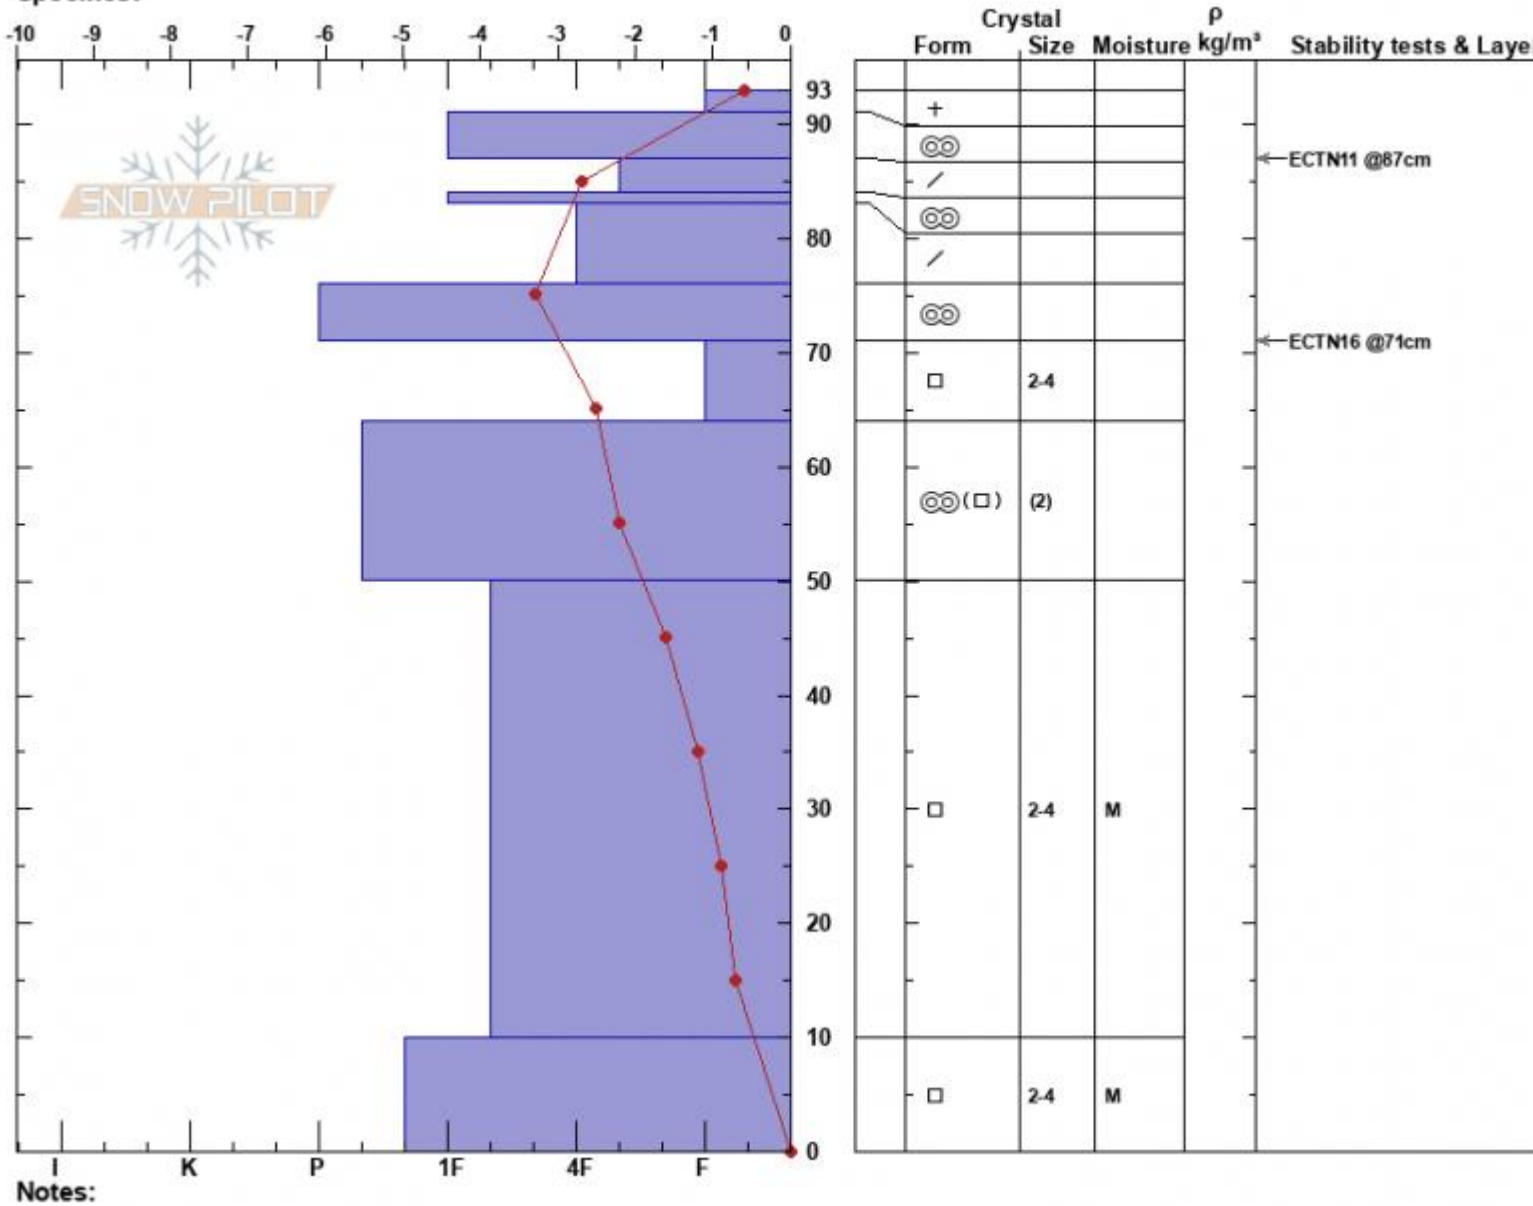 -10 -9 -8 -7 -6 -5 -4 -3 -2 -1 0
Crystal ρ
Form Size Moisture kg/m³ Stability tests & Layer
93
90
SNOW PILOT
ECTN11 @87cm
80
ECTN16 @71cm
70
2-4
60
( ) (2)
50
40
30
2-4 M
20
10
2-4 M
0
I K P 1F 4F F
Notes: